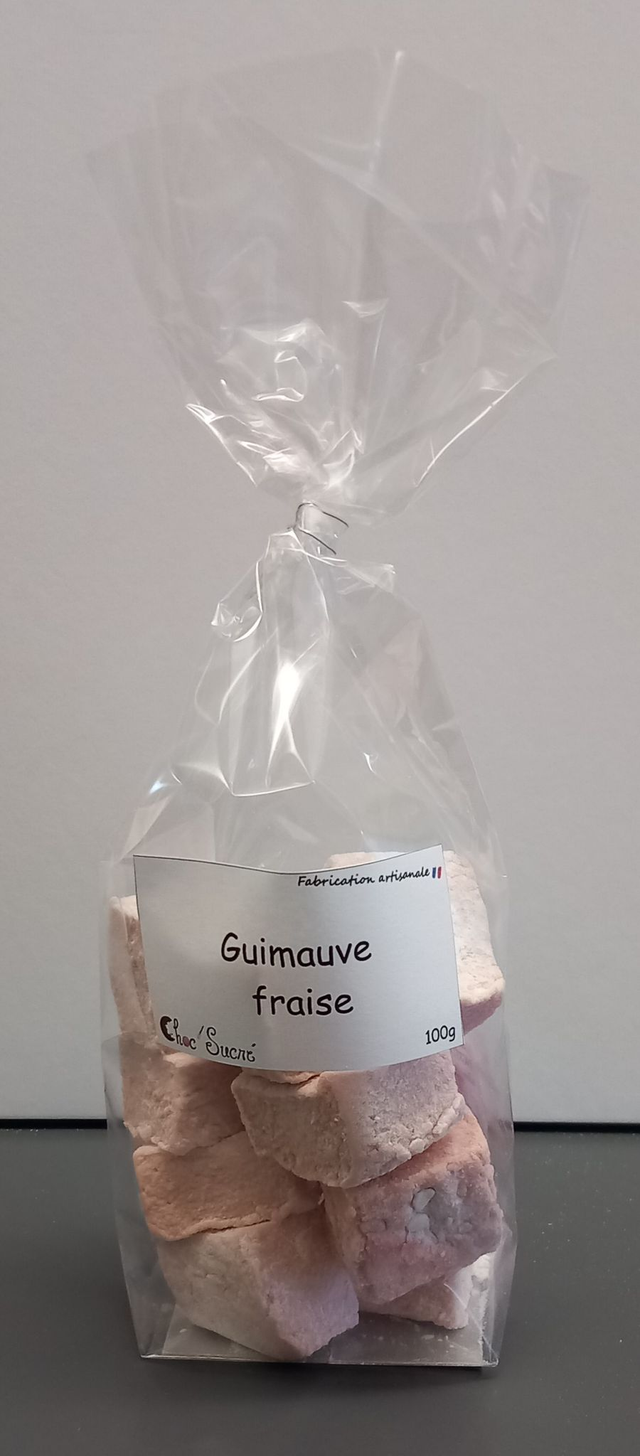 Fabrication artisanale
Guimauve
fraise
Choc'Sucré
100g